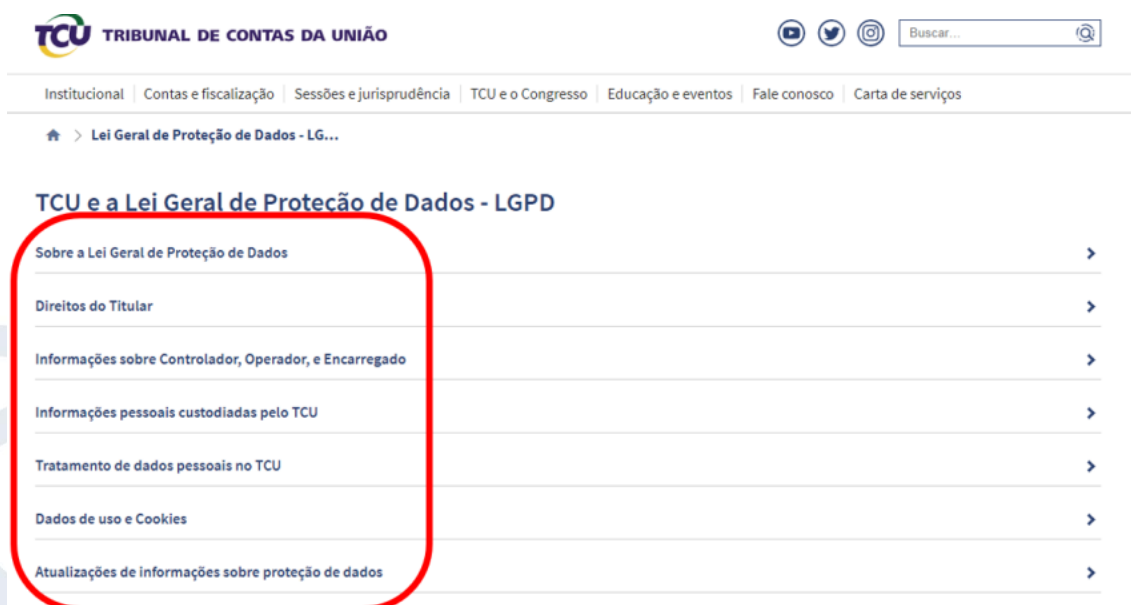 TCU TRIBUNAL DE CONTAS DA UNIÃO
Buscar...
Institucional Contas e fiscalização Sessões e jurisprudência TCU e o Congresso Educação e eventos Fale conosco Carta de serviços
Lei Geral de Proteção de Dados - LG...
TCU e a Lei Geral de Proteção de Dados - LGPD
Sobre a Lei Geral de Proteção de Dados
Direitos do Titular
Informações sobre Controlador, Operador, e Encarregado
Informações pessoais custodiadas pelo TCU
Tratamento de dados pessoais no TCU
Dados de uso e Cookies
Atualizações de informações sobre proteção de dados